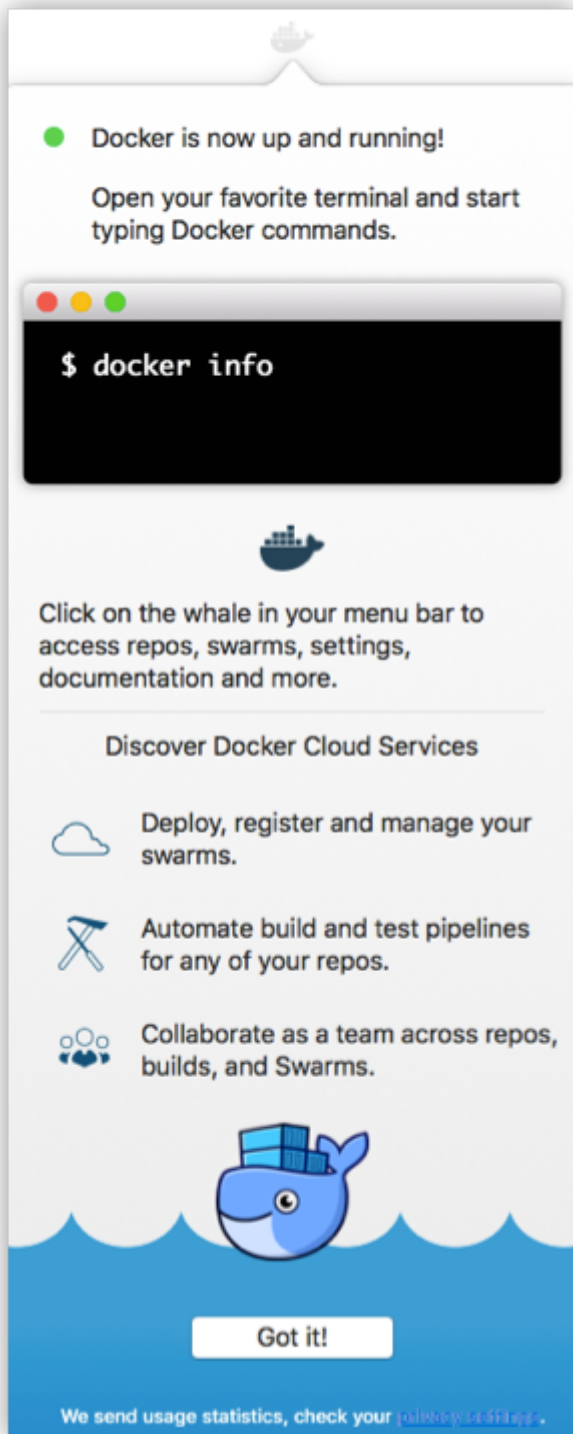 Docker is now up and running!
Open your favorite terminal and start
typing Docker commands.
$ docker info
Click on the whale in your menu bar to
access repos, swarms, settings,
documentation and more.
Discover Docker Cloud Services
Deploy, register and manage your
swarms.
Automate build and test pipelines
for any of your repos.
Collaborate as a team across repos,
builds, and Swarms.
Got it!
We send usage statistics, check your privacy settings.